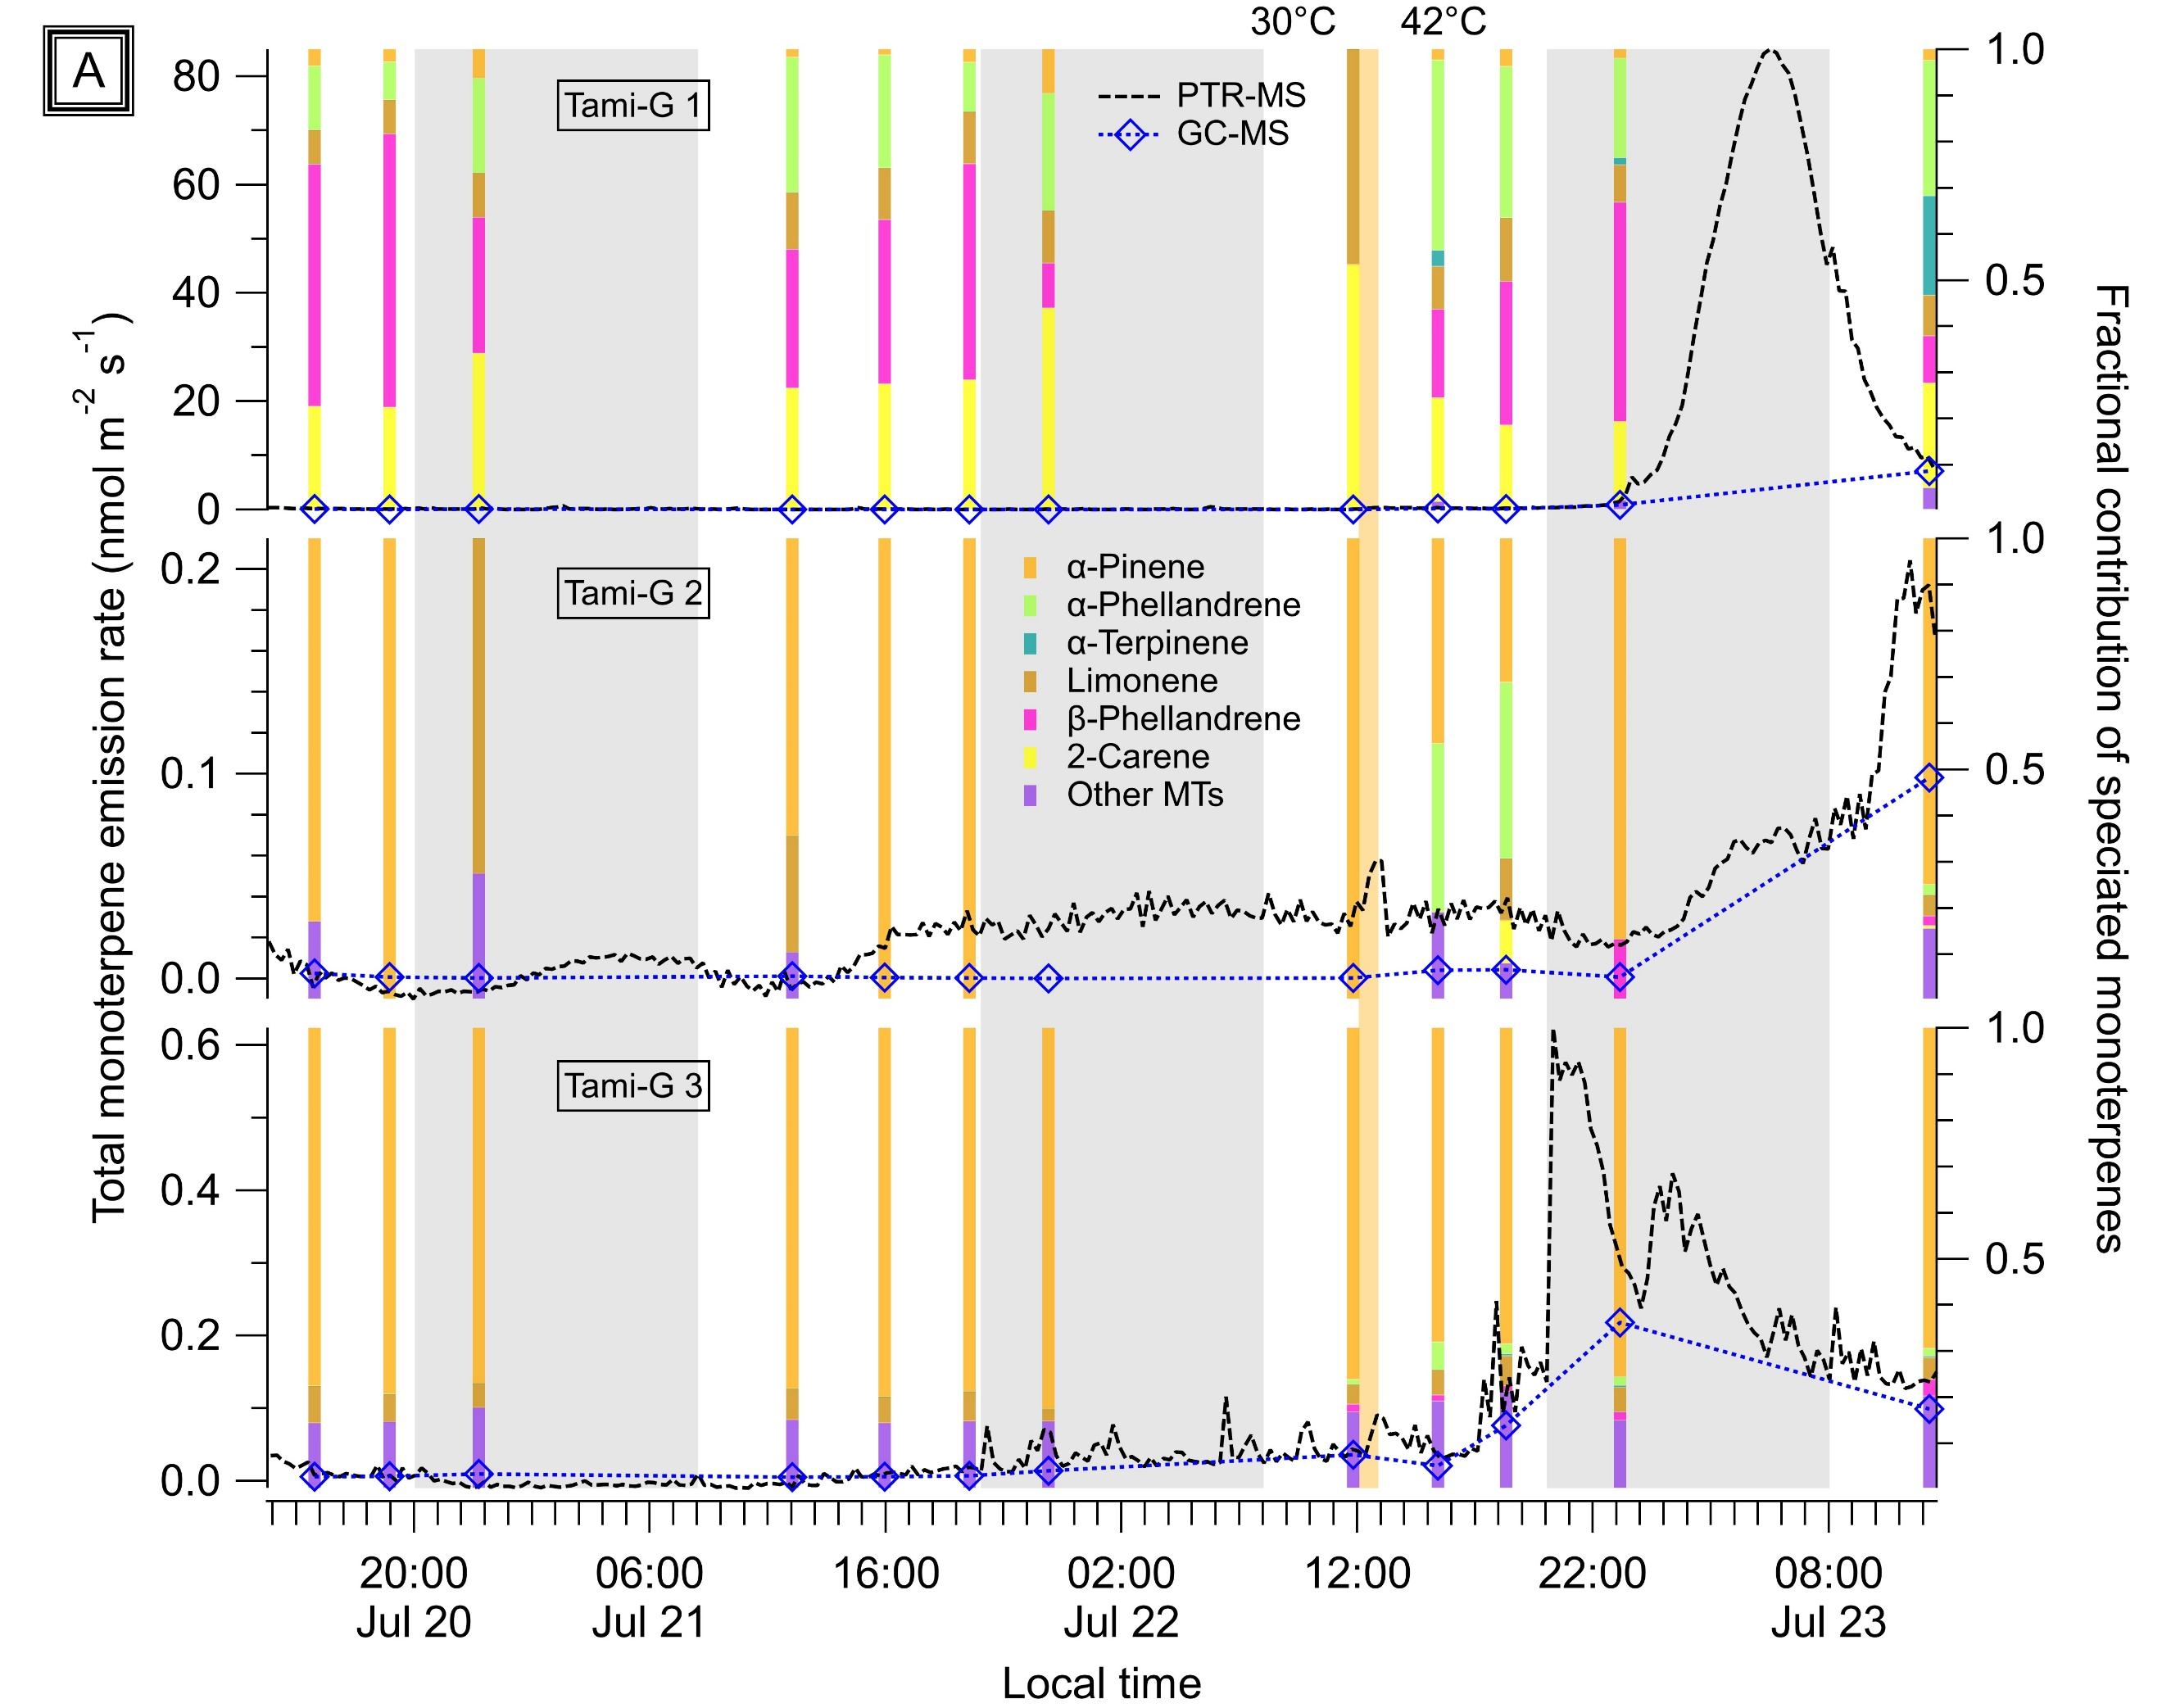 A
30°C 42°C
Total monoterpene emission rate (nmol m-2 s-1)
80
60
40
20
0
Tami-G 1
PTR-MS
GC-MS
1.0
0.5
0.2
0.1
0.0
Tami-G 2
α-Pinene
α-Phellandrene
α-Terpinene
Limonene
β-Phellandrene
2-Carene
Other MTs
1.0
0.5
0.6
0.4
0.2
0.0
Tami-G 3
1.0
0.5
Fractional contribution of speciated monoterpenes
20:00 06:00 16:00 02:00 12:00 22:00 08:00
Jul 20 Jul 21 Jul 22 Jul 23
Local time